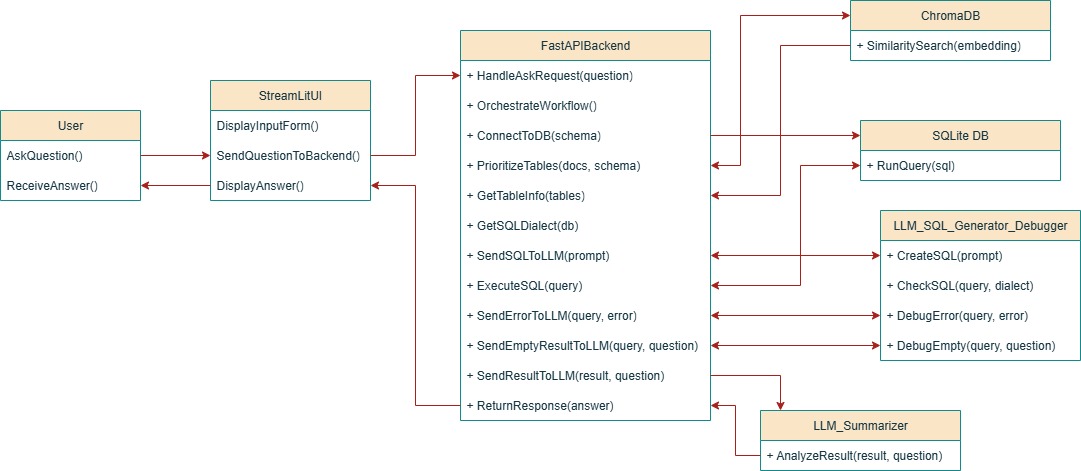 User
AskQuestion()
ReceiveAnswer()
StreamLitUI
DisplayInputForm()
SendQuestionToBackend()
DisplayAnswer()
FastAPIBackend
+ HandleAskRequest(question)
+ OrchestrateWorkflow()
+ ConnectToDB(schema)
+ PrioritizeTables(docs, schema)
+ GetTableInfo(tables)
+ GetSQLDialect(db)
+ SendSQLToLLM(prompt)
+ ExecuteSQL(query)
+ SendErrorToLLM(query, error)
+ SendEmptyResultToLLM(query, question)
+ SendResultToLLM(result, question)
+ ReturnResponse(answer)
ChromaDB
+ SimilaritySearch(embedding)
SQLite DB
+ RunQuery(sql)
LLM_SQL_Generator_Debugger
+ CreateSQL(prompt)
+ CheckSQL(query, dialect)
+ DebugError(query, error)
+ DebugEmpty(query, question)
LLM_Summarizer
+ AnalyzeResult(result, question)